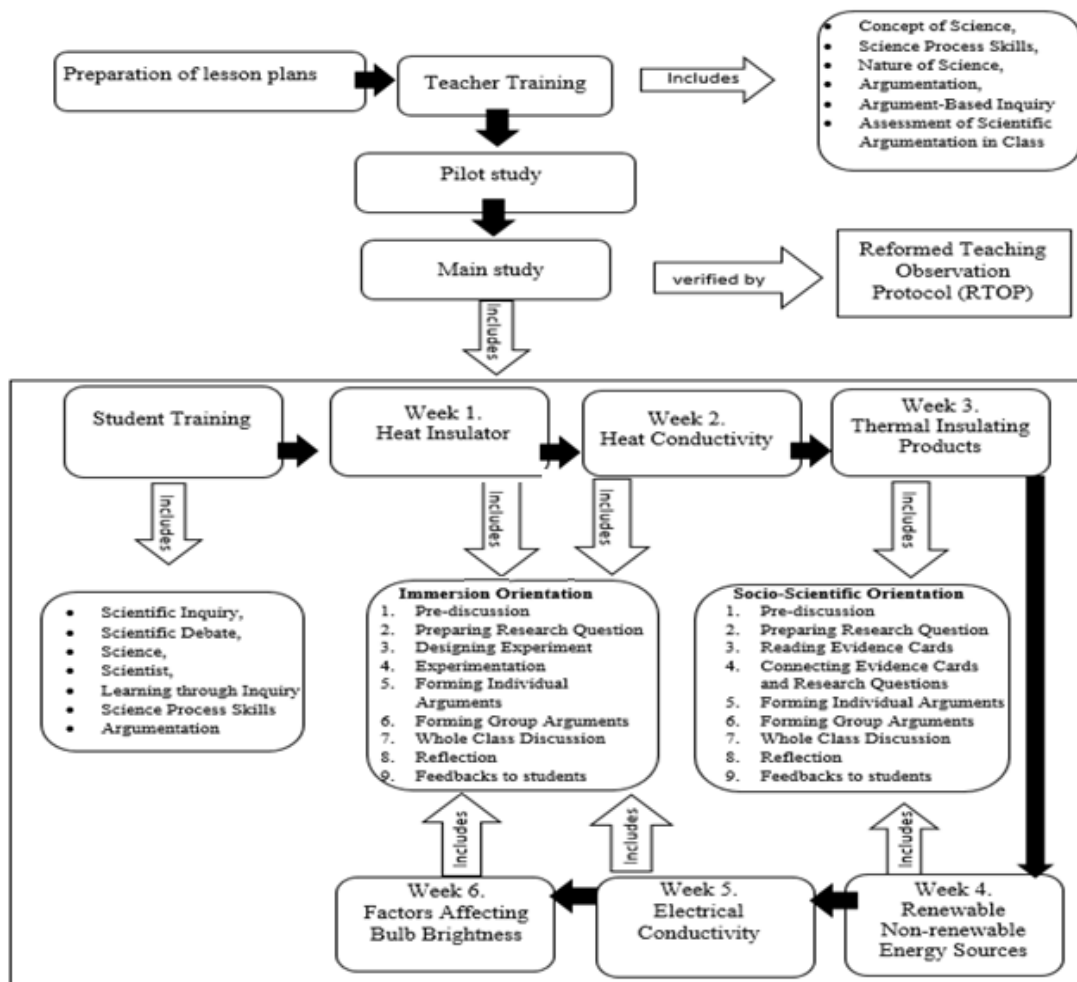 Preparation of lesson plans
Teacher Training
Includes
• Concept of Science,
• Science Process Skills,
• Nature of Science,
• Argumentation,
• Argument-Based Inquiry
• Assessment of Scientific
Argumentation in Class
Pilot study
Main study
verified by
Reformed Teaching
Observation
Protocol (RTOP)
Includes
Student Training
Week 1.
Heat Insulator
Week 2.
Heat Conductivity
Week 3.
Thermal Insulating
Products
Includes
Includes
Includes
Includes
• Scientific Inquiry,
• Scientific Debate,
• Science,
• Scientist,
• Learning through Inquiry
• Science Process Skills
• Argumentation
Immersion Orientation
1. Pre-discussion
2. Preparing Research Question
3. Designing Experiment
4. Experimentation
5. Forming Individual
Arguments
6. Forming Group Arguments
7. Whole Class Discussion
8. Reflection
9. Feedbacks to students
Socio-Scientific Orientation
1. Pre-discussion
2. Preparing Research Question
3. Reading Evidence Cards
4. Connecting Evidence Cards
and Research Questions
5. Forming Individual Arguments
6. Forming Group Arguments
7. Whole Class Discussion
8. Reflection
9. Feedbacks to students
Includes
Includes
Includes
Week 6.
Factors Affecting
Bulb Brightness
Week 5.
Electrical
Conductivity
Week 4.
Renewable
Non-renewable
Energy Sources